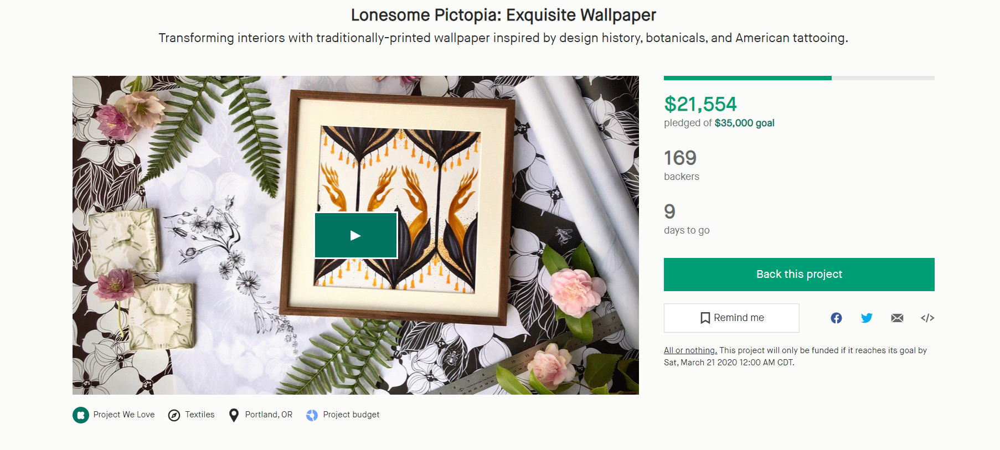 Lonesome Pictopia: Exquisite Wallpaper
Transforming interiors with traditionally-printed wallpaper inspired by design history, botanicals, and American tattooing.
$21,554
pledged of $35,000 goal
169
backers
9
days to go
Back this project
Remind me
All or nothing. This project will only be funded if it reaches its goal by
Sat, March 21 2020 12:00 AM CDT.
Project We Love
Textiles
Portland, OR
Project budget